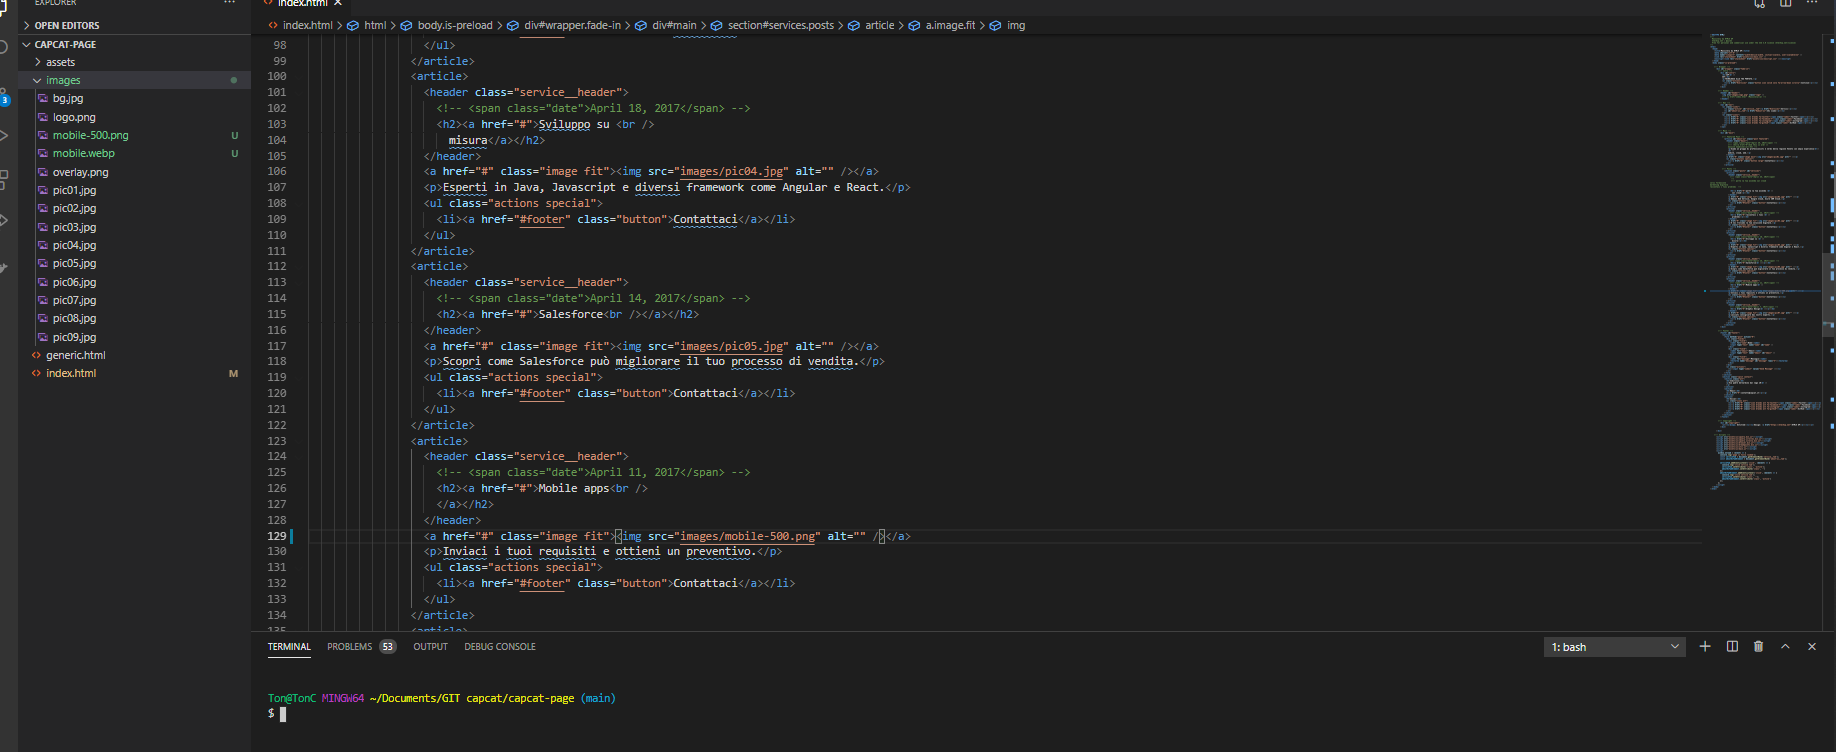 EXPLORER ...
index.html ×
index.html > html > body.is-preload > div#wrapper.fade-in > div#main > section#services.posts > article > a.image.fit > img
OPEN EDITORS
CAPCAT-PAGE
assets
images
bg.jpg
logo.png
mobile-500.png U
mobile.webp U
overlay.png
pic01.jpg
pic02.jpg
pic03.jpg
pic04.jpg
pic05.jpg
pic06.jpg
pic07.jpg
pic08.jpg
pic09.jpg
generic.html
index.html M
3
98 </ul>
99 </article>
100 <article>
101 <header class="service__header">
102 <!-- <span class="date">April 18, 2017</span> -->
103 <h2><a href="#">Sviluppo su <br />
104 misura</a></h2>
105 </header>
106 <a href="#" class="image fit"><img src="images/pic04.jpg" alt="" /></a>
107 <p>Esperti in Java, Javascript e diversi framework come Angular e React.</p>
108 <ul class="actions special">
109 <li><a href="#footer" class="button">Contattaci</a></li>
110 </ul>
111 </article>
112 <article>
113 <header class="service__header">
114 <!-- <span class="date">April 14, 2017</span> -->
115 <h2><a href="#">Salesforce<br /></a></h2>
116 </header>
117 <a href="#" class="image fit"><img src="images/pic05.jpg" alt="" /></a>
118 <p>Scopri come Salesforce può migliorare il tuo processo di vendita.</p>
119 <ul class="actions special">
120 <li><a href="#footer" class="button">Contattaci</a></li>
121 </ul>
122 </article>
123 <article>
124 <header class="service__header">
125 <!-- <span class="date">April 11, 2017</span> -->
126 <h2><a href="#">Mobile apps<br />
127 </a></h2>
128 </header>
129 <a href="#" class="image fit"><img src="images/mobile-500.png" alt="" /></a>
130 <p>Inviaci i tuoi requisiti e ottieni un preventivo.</p>
131 <ul class="actions special">
132 <li><a href="#footer" class="button">Contattaci</a></li>
133 </ul>
134 </article>
135 <article>
TERMINAL PROBLEMS 53 OUTPUT DEBUG CONSOLE 1: bash
Ton@TonC MINGW64 ~/Documents/GIT capcat/capcat-page (main)
$